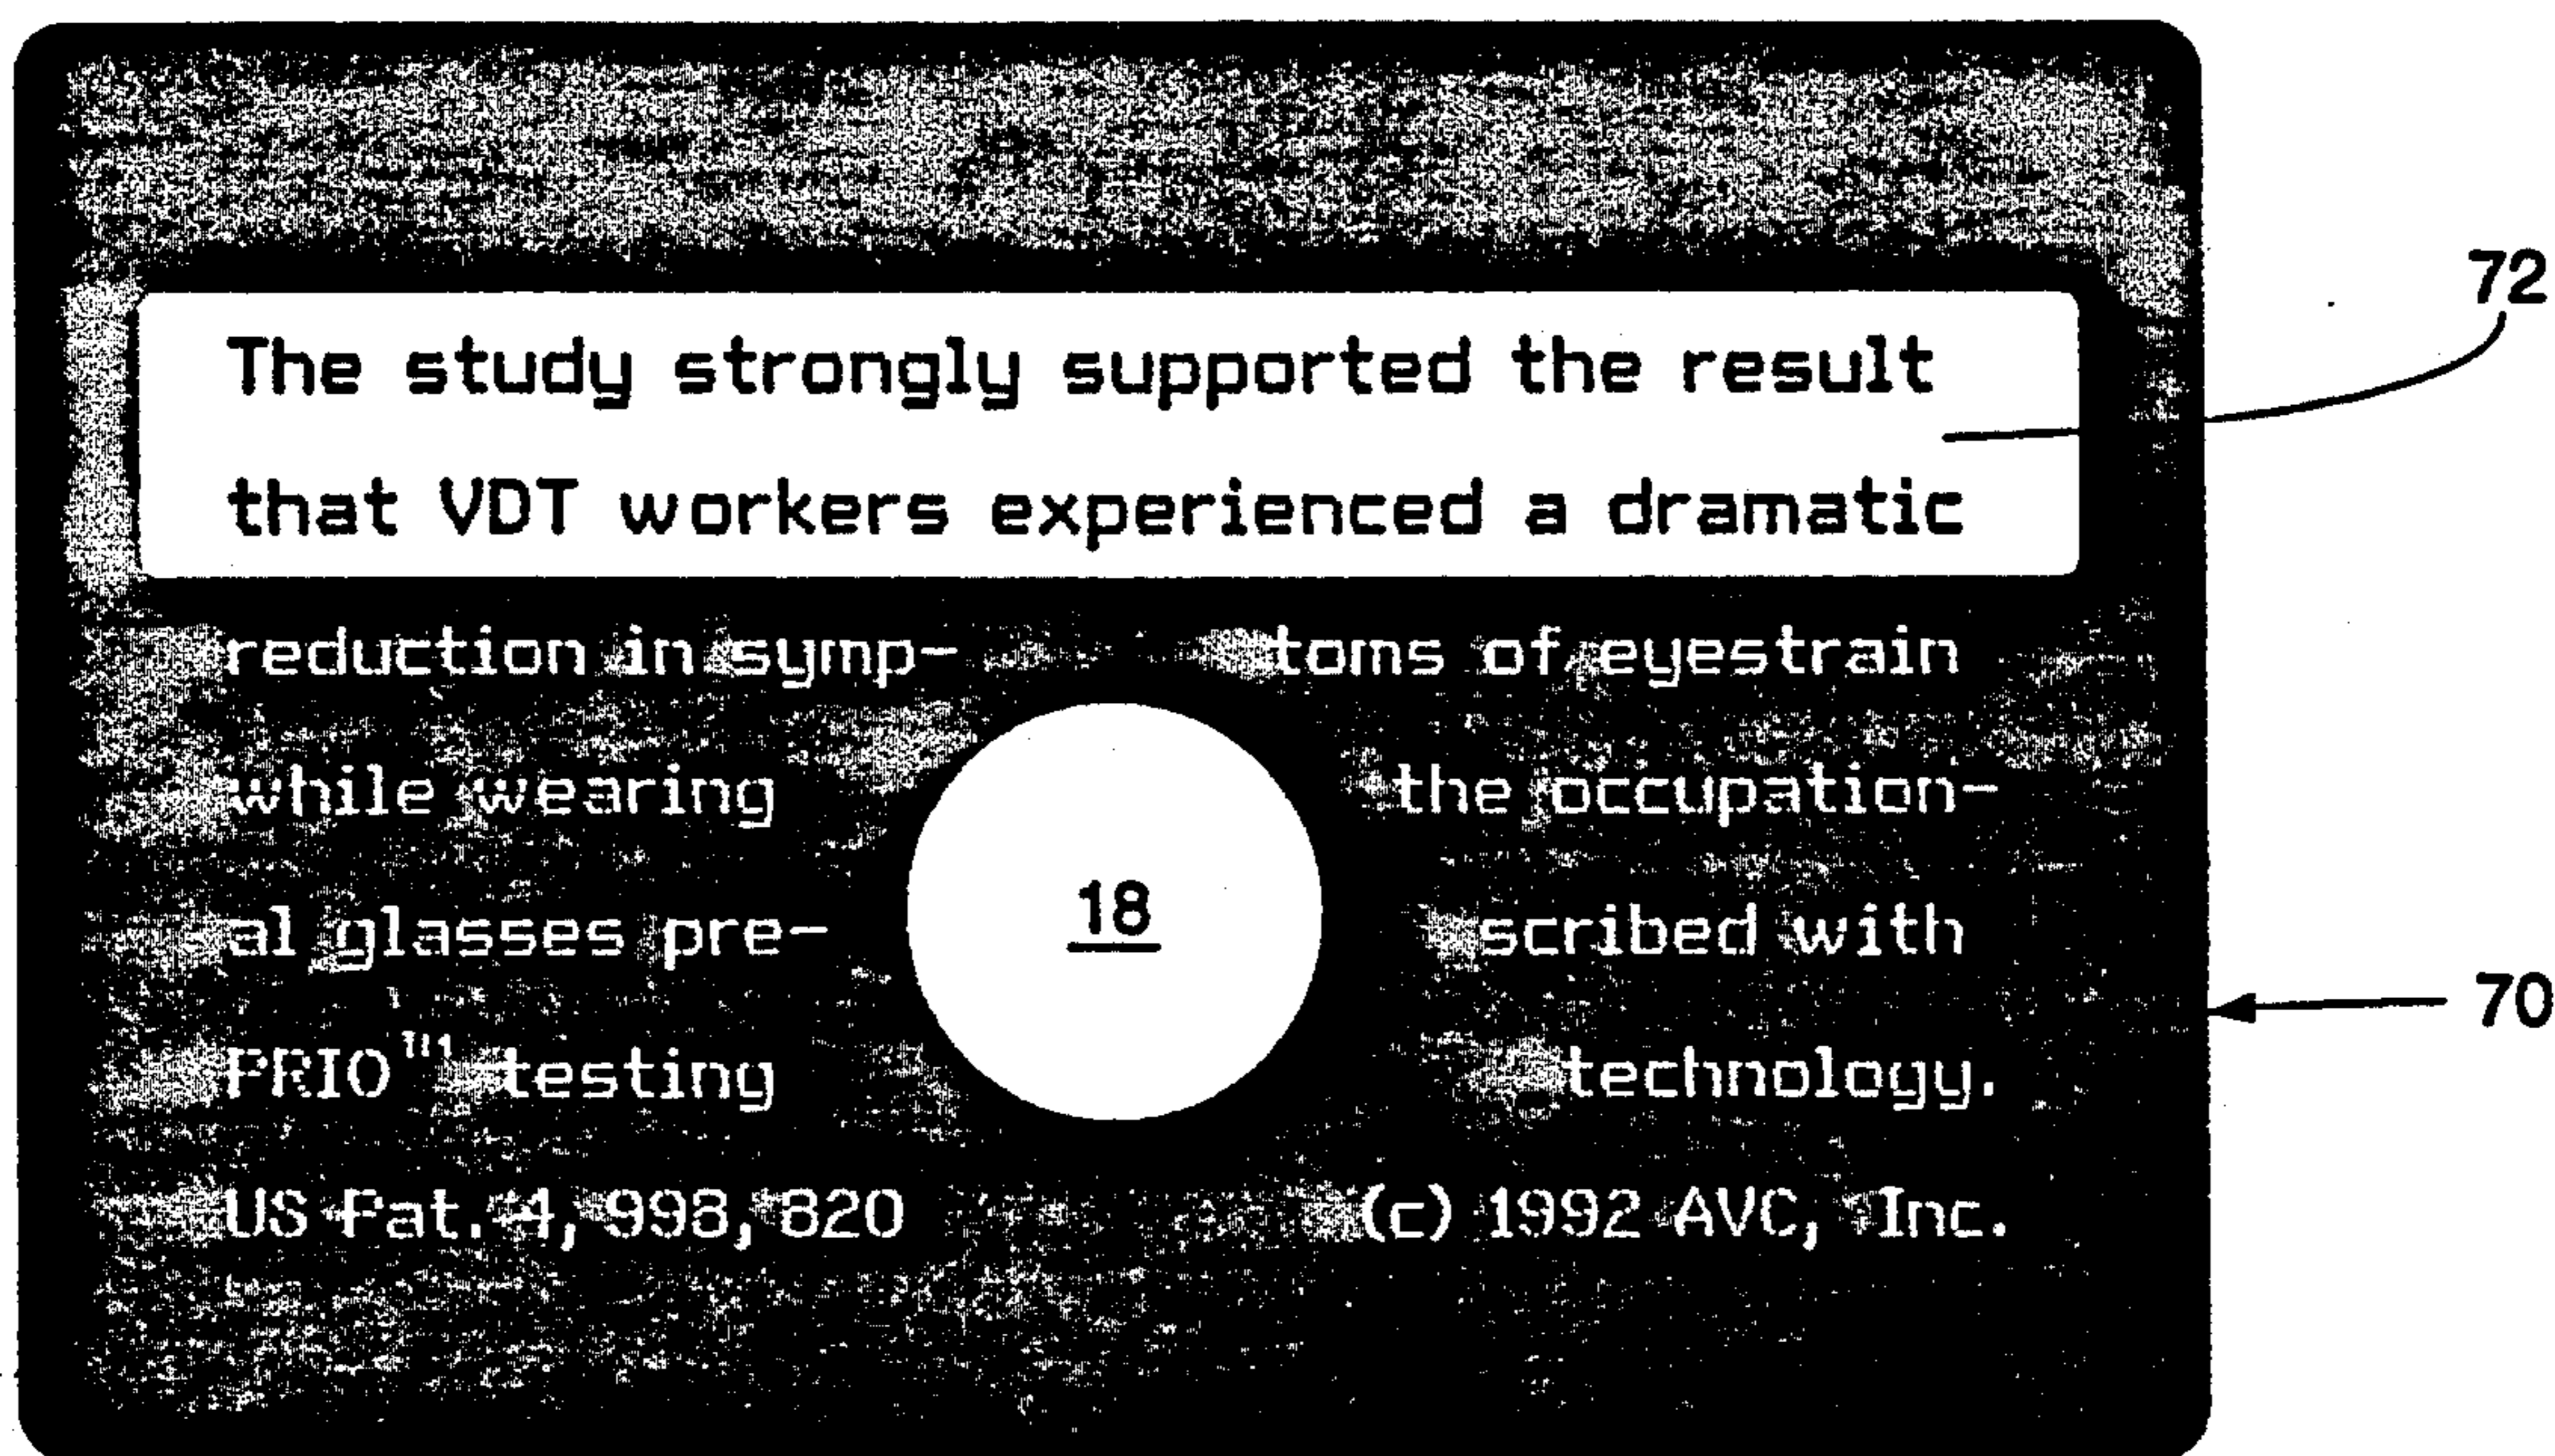 72
The study strongly supported the result
that VDT workers experienced a dramatic
reduction in symp- toms of eyestrain
while wearing the occupation-
al glasses pre- scribed with
18
70
PRIO™ testing technology.
US Pat. 4, 998, 820 (c) 1992 AVC, Inc.